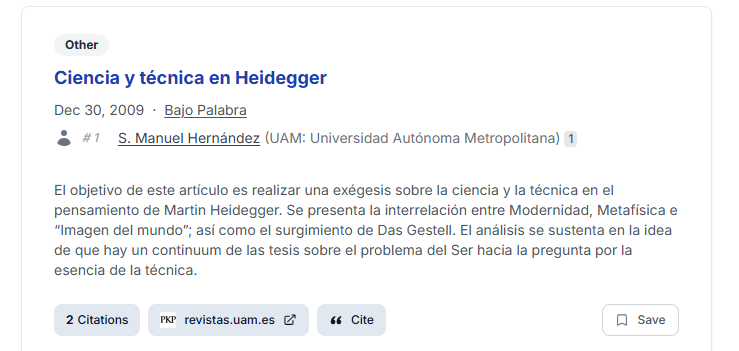 Other
Ciencia y técnica en Heidegger
Dec 30, 2009 · Bajo Palabra
#1 S. Manuel Hernández (UAM: Universidad Autónoma Metropolitana) 1
El objetivo de este artículo es realizar una exégesis sobre la ciencia y la técnica en el
pensamiento de Martin Heidegger. Se presenta la interrelación entre Modernidad, Metafísica e
“Imagen del mundo”; así como el surgimiento de Das Gestell. El análisis se sustenta en la idea
de que hay un continuum de las tesis sobre el problema del Ser hacia la pregunta por la
esencia de la técnica.
2 Citations PKP revistas.uam.es Cite Save